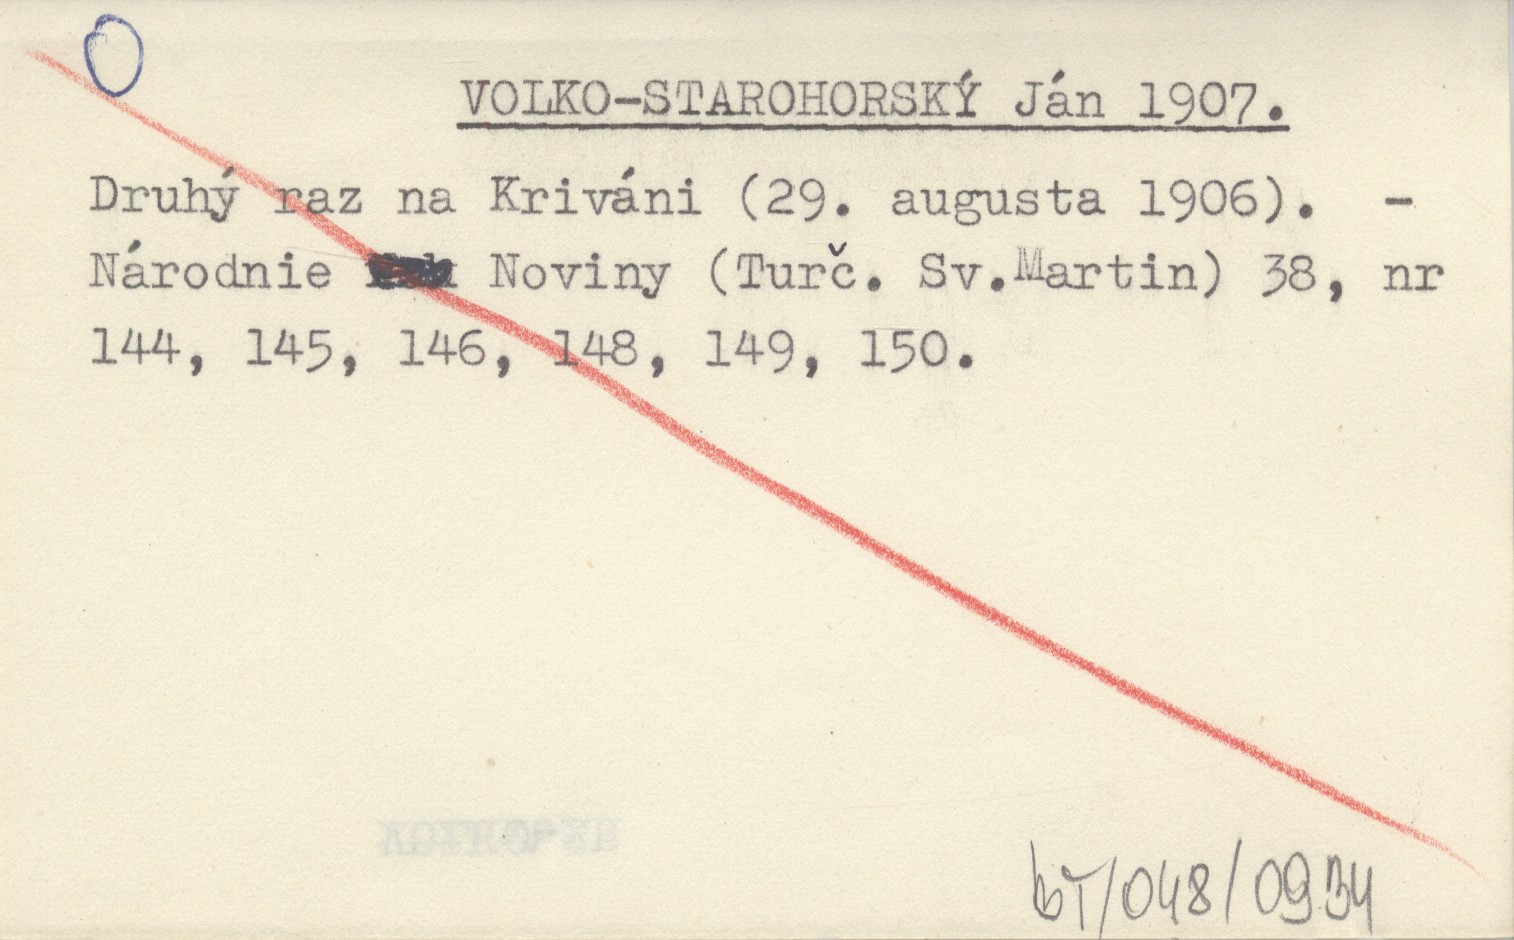 VOLKO-STAROHORSKÝ Ján 1907.
Druhý raz na Kriváni (29. augusta 1906). -
Národnie Noviny (Turč. Sv.Martin) 38, nr
144, 145, 146, 148, 149, 150.
bT/048/0934